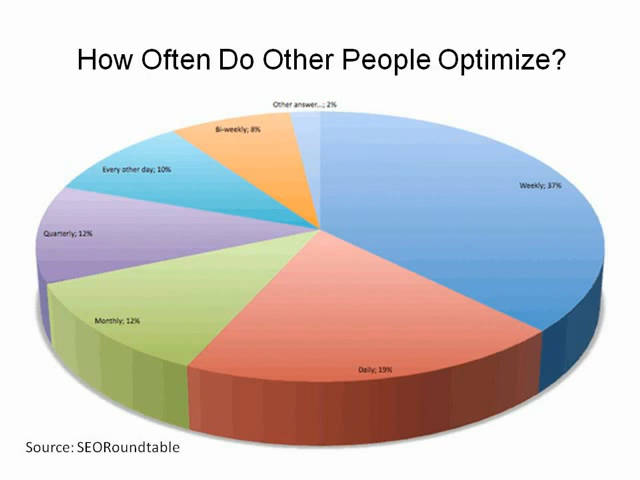 How Often Do Other People Optimize?
Other answer...; 2%
Bi-weekly; 8%
Weekly; 37%
Every other day; 10%
Quarterly; 12%
Monthly; 12%
Daily; 19%
Source: SEORoundtable